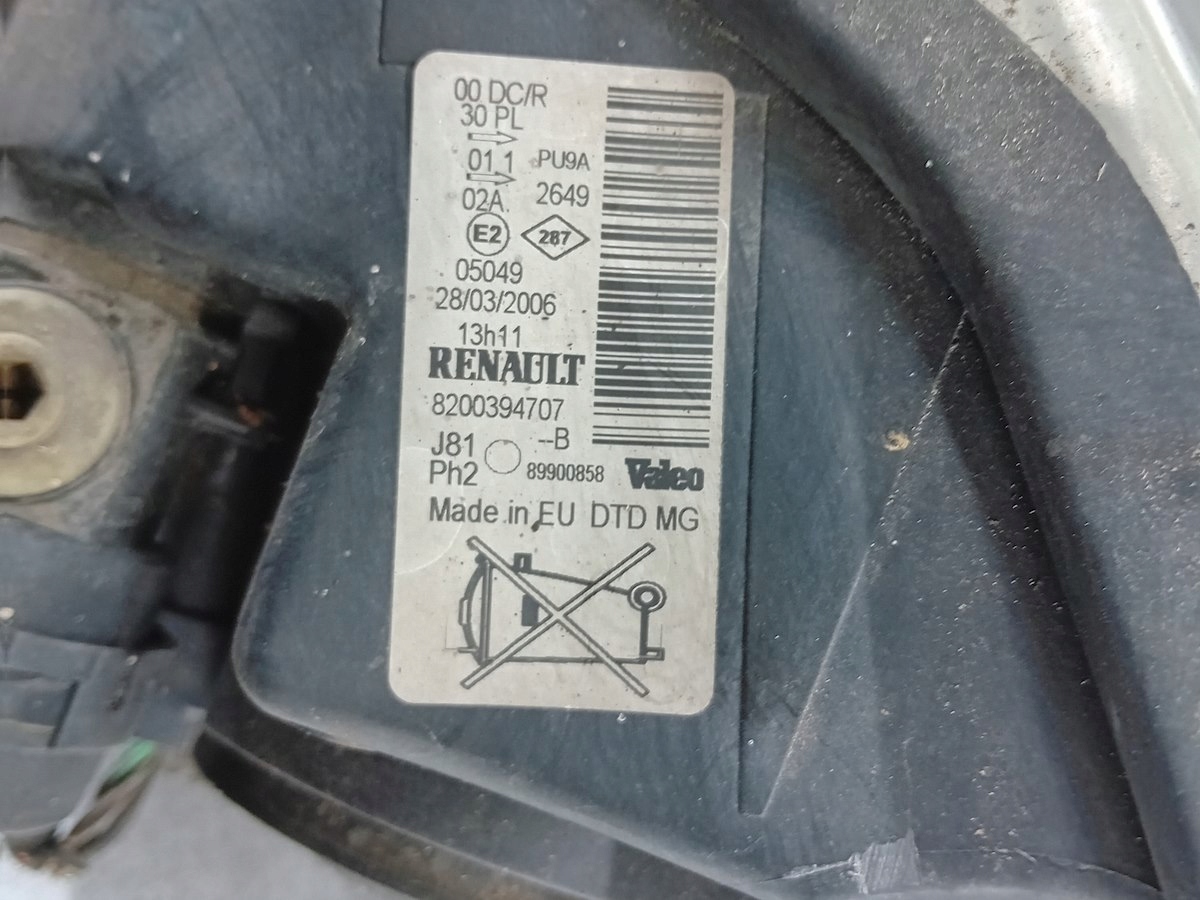 00 DC/R
30 PL
01.1 PU9A
02A. 2649
E2 287
05049
28/03/2006
13h11
RENAULT
8200394707
J81 --B
Ph2 89900858 Valeo
Made in EU DTD MG